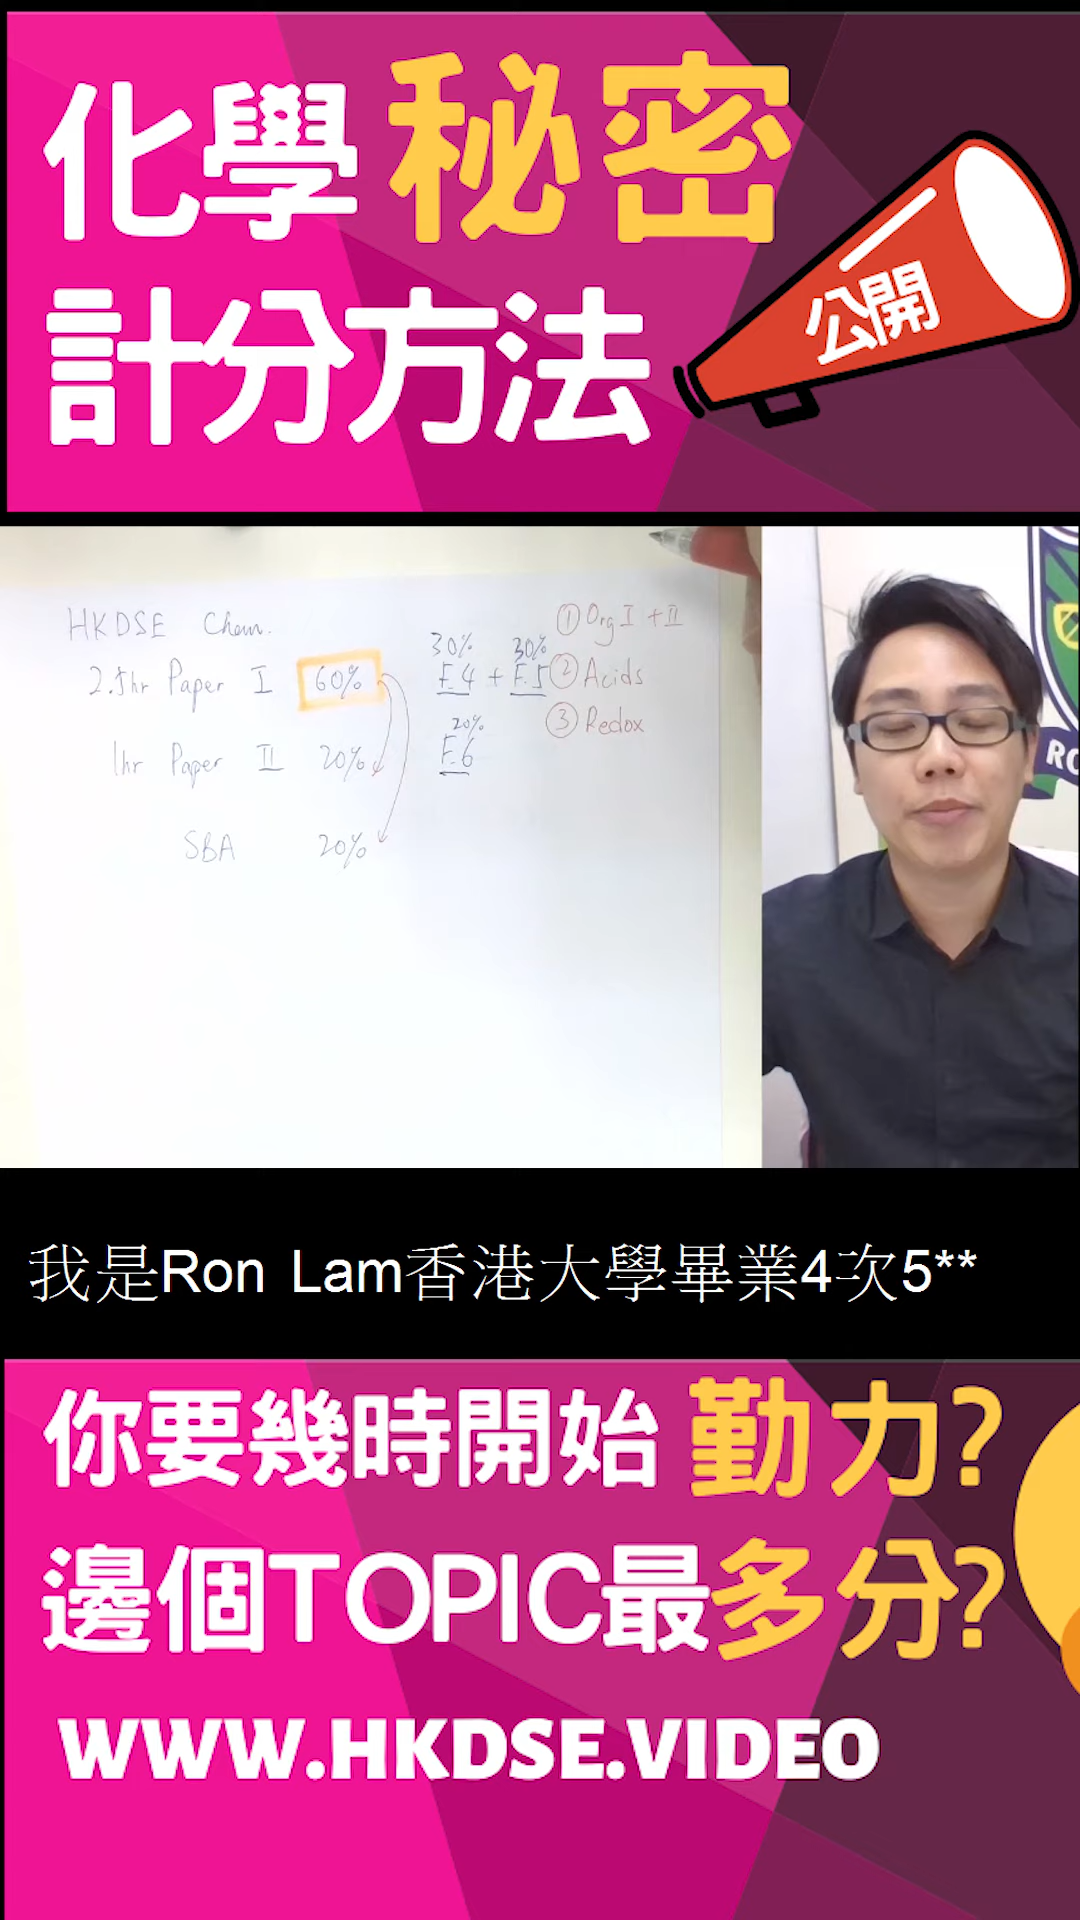 化學秘密
計分方法
公開
HKDSE Chem.
2.5hr Paper I 60%
30% 30%
F.4 + F.5
1hr Paper II 20%
20%
F.6
SBA 20%
① Org I + II
② Acids
③ Redox
RO
我是Ron Lam香港大學畢業4次5**
你要幾時開始勤力?
邊個TOPIC最多分?
WWW.HKDSE.VIDEO